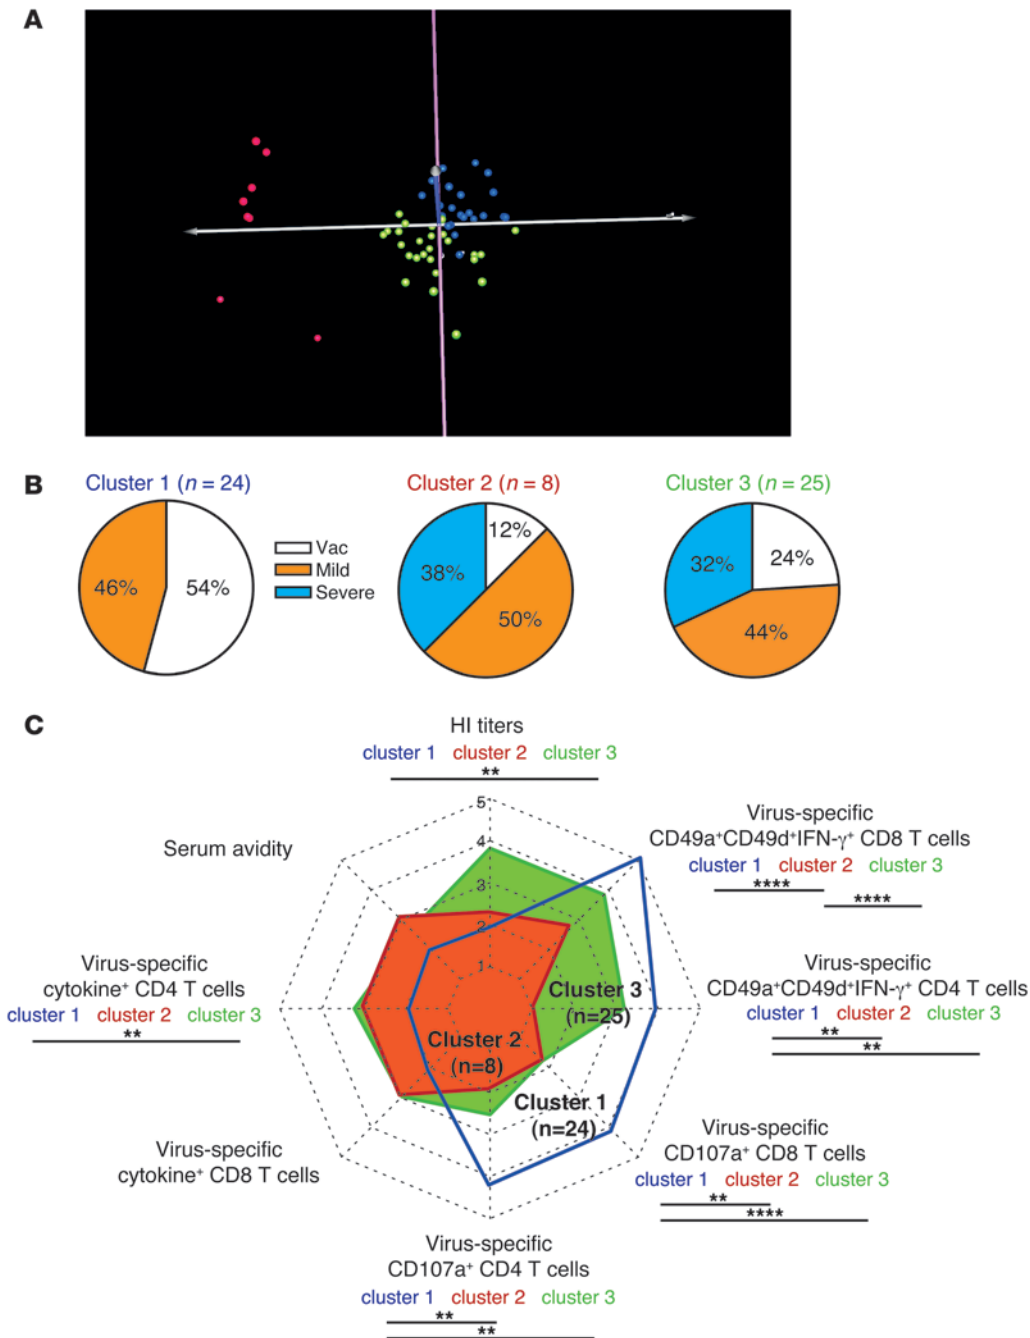 A
B
Cluster 1 (n = 24)
Cluster 2 (n = 8)
Cluster 3 (n = 25)
46%
54%
Vac
Mild
Severe
12%
38%
50%
24%
32%
44%
C
HI titers
cluster 1 cluster 2 cluster 3
**
Virus-specific
CD49a⁺CD49d⁺IFN-γ⁺ CD8 T cells
cluster 1 cluster 2 cluster 3
****
****
Serum avidity
5
4
3
2
1
Virus-specific
cytokine⁺ CD4 T cells
cluster 1 cluster 2 cluster 3
**
Virus-specific
CD49a⁺CD49d⁺IFN-γ⁺ CD4 T cells
cluster 1 cluster 2 cluster 3
**
**
Cluster 3
(n=25)
Cluster 2
(n=8)
Cluster 1
(n=24)
Virus-specific
CD107a⁺ CD8 T cells
cluster 1 cluster 2 cluster 3
**
****
Virus-specific
cytokine⁺ CD8 T cells
Virus-specific
CD107a⁺ CD4 T cells
cluster 1 cluster 2 cluster 3
**
**